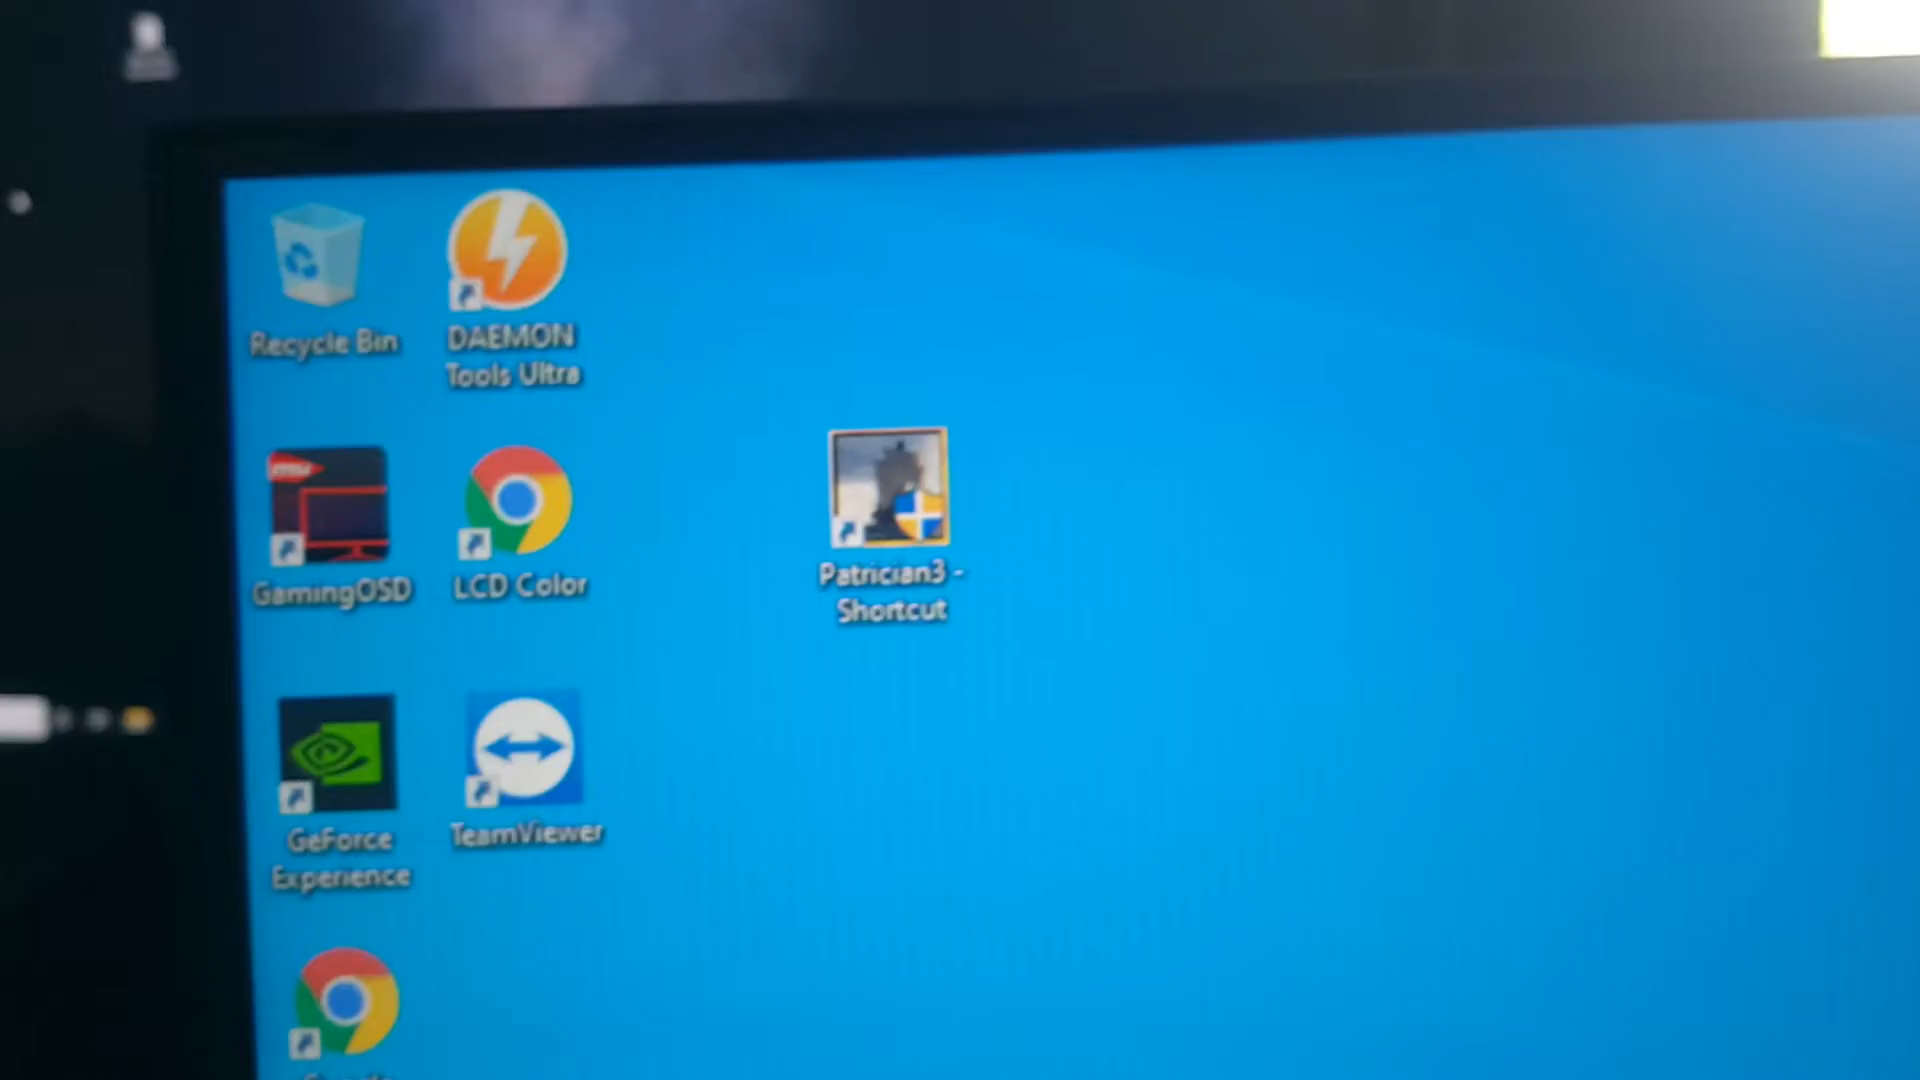 Recycle Bin
DAEMON
Tools Ultra
GamingOSD
LCD Color
Patrician3 -
Shortcut
GeForce
Experience
TeamViewer